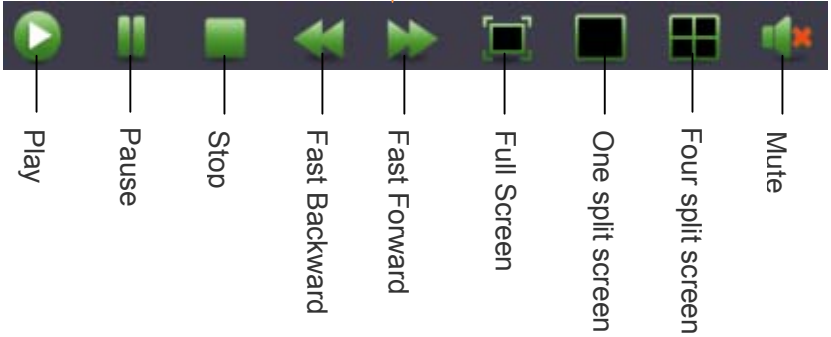 Play
Pause
Stop
Fast Backward
Fast Forward
Full Screen
One split screen
Four split screen
Mute